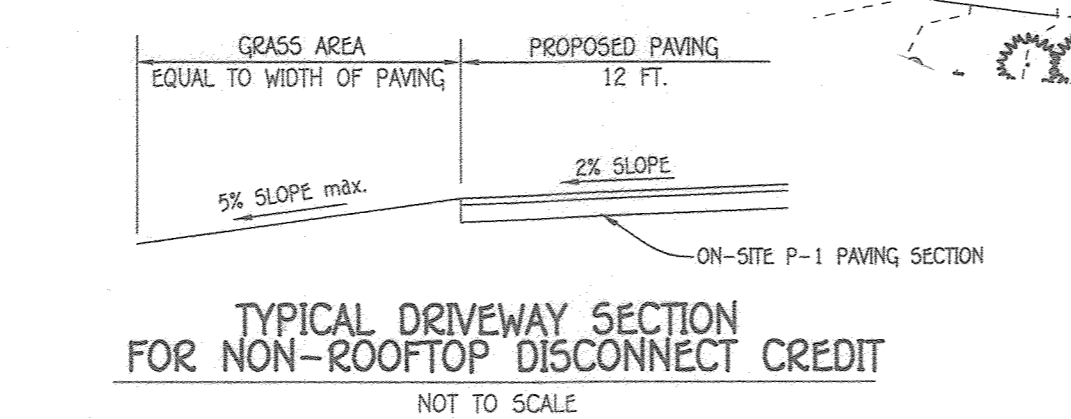 GRASS AREA
EQUAL TO WIDTH OF PAVING
PROPOSED PAVING
12 FT.
5% SLOPE max.
2% SLOPE
ON-SITE P-1 PAVING SECTION
TYPICAL DRIVEWAY SECTION
FOR NON-ROOFTOP DISCONNECT CREDIT
NOT TO SCALE